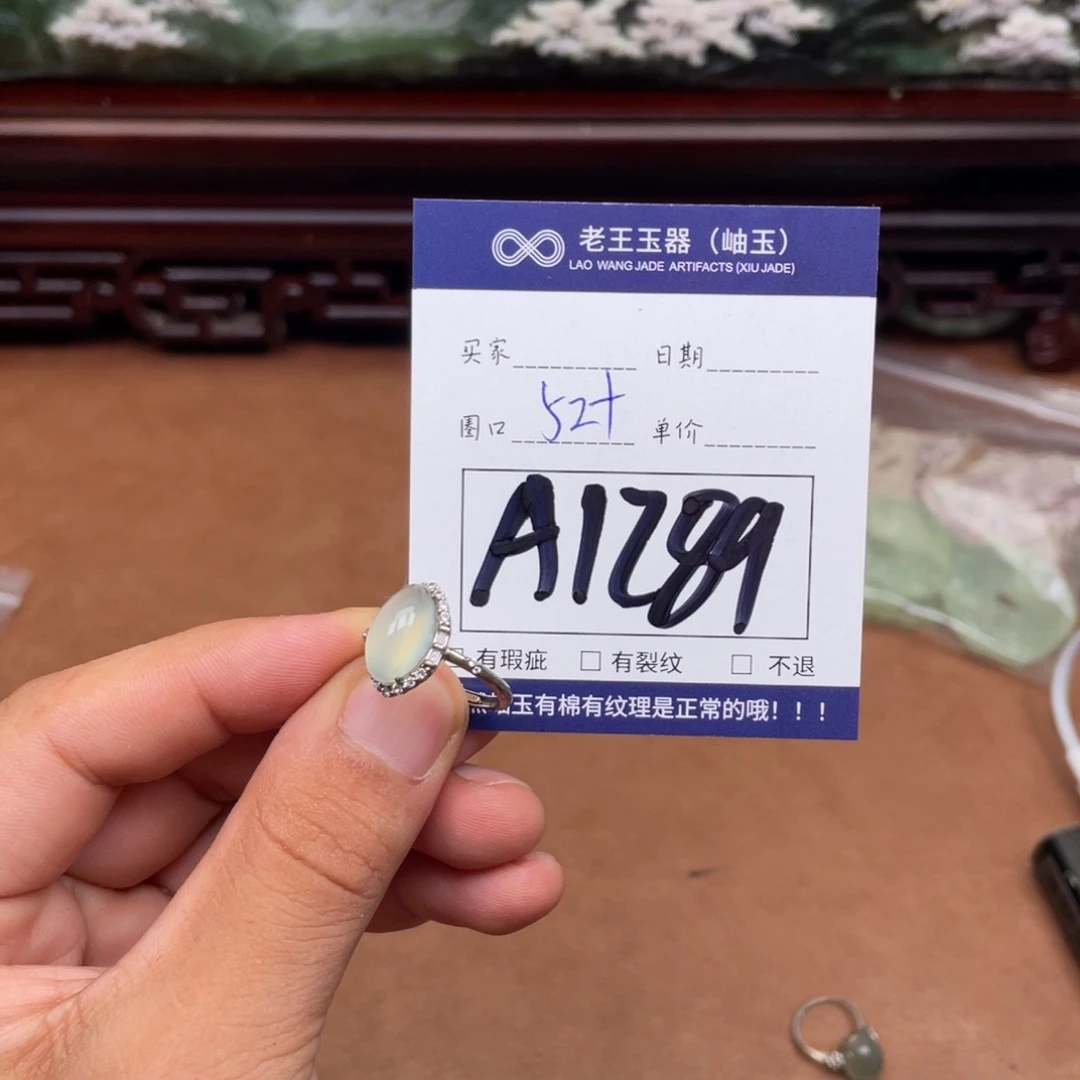 老王玉器（岫玉）
LAO WANG JADE ARTIFACTS (XIU JADE)
买家 日期
圈口 52+ 单价
A1289
有瑕疵 □ 有裂纹 □ 不退
岫玉有棉有纹理是正常的哦！！！